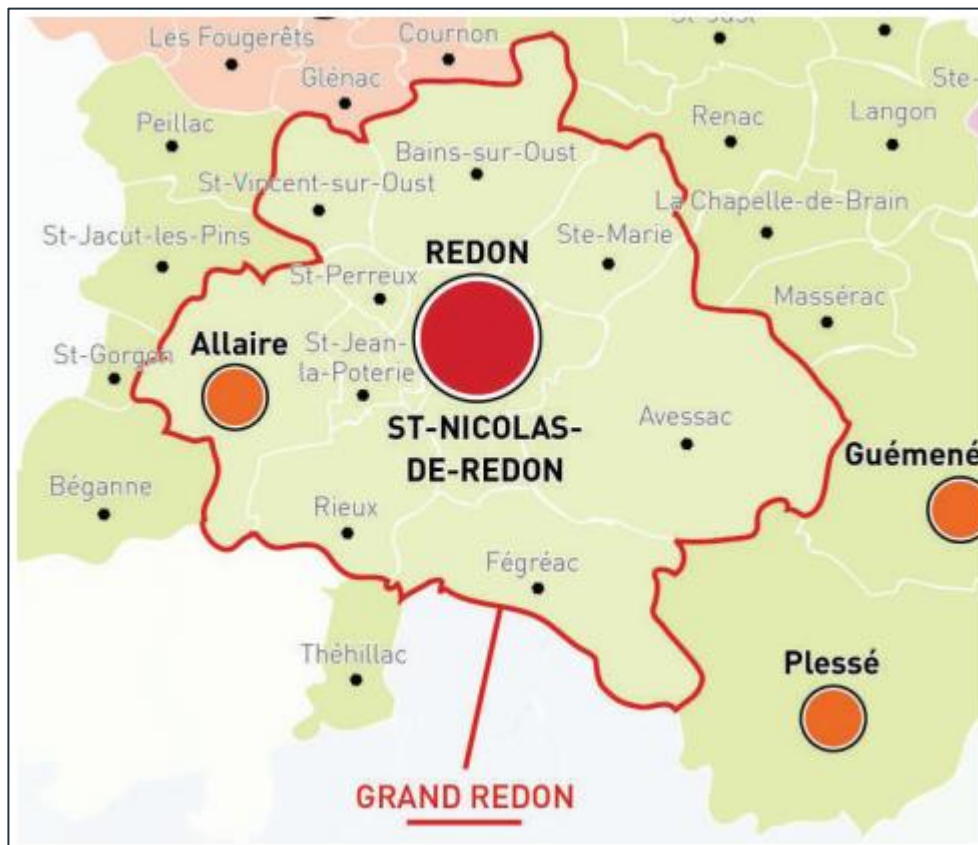 Les Fougerêts
Cournon
St-Just
Glénac
Peillac
Renac
Langon
Ste-
Bains-sur-Oust
St-Vincent-sur-Oust
La Chapelle-de-Brain
St-Jacut-les-Pins
Ste-Marie
REDON
St-Perreux
Massérac
Allaire
St-Jean-
la-Poterie
St-Gorgon
ST-NICOLAS-
DE-REDON
Avessac
Guémené
Béganne
Rieux
Fégréac
Théhillac
Plessé
GRAND REDON